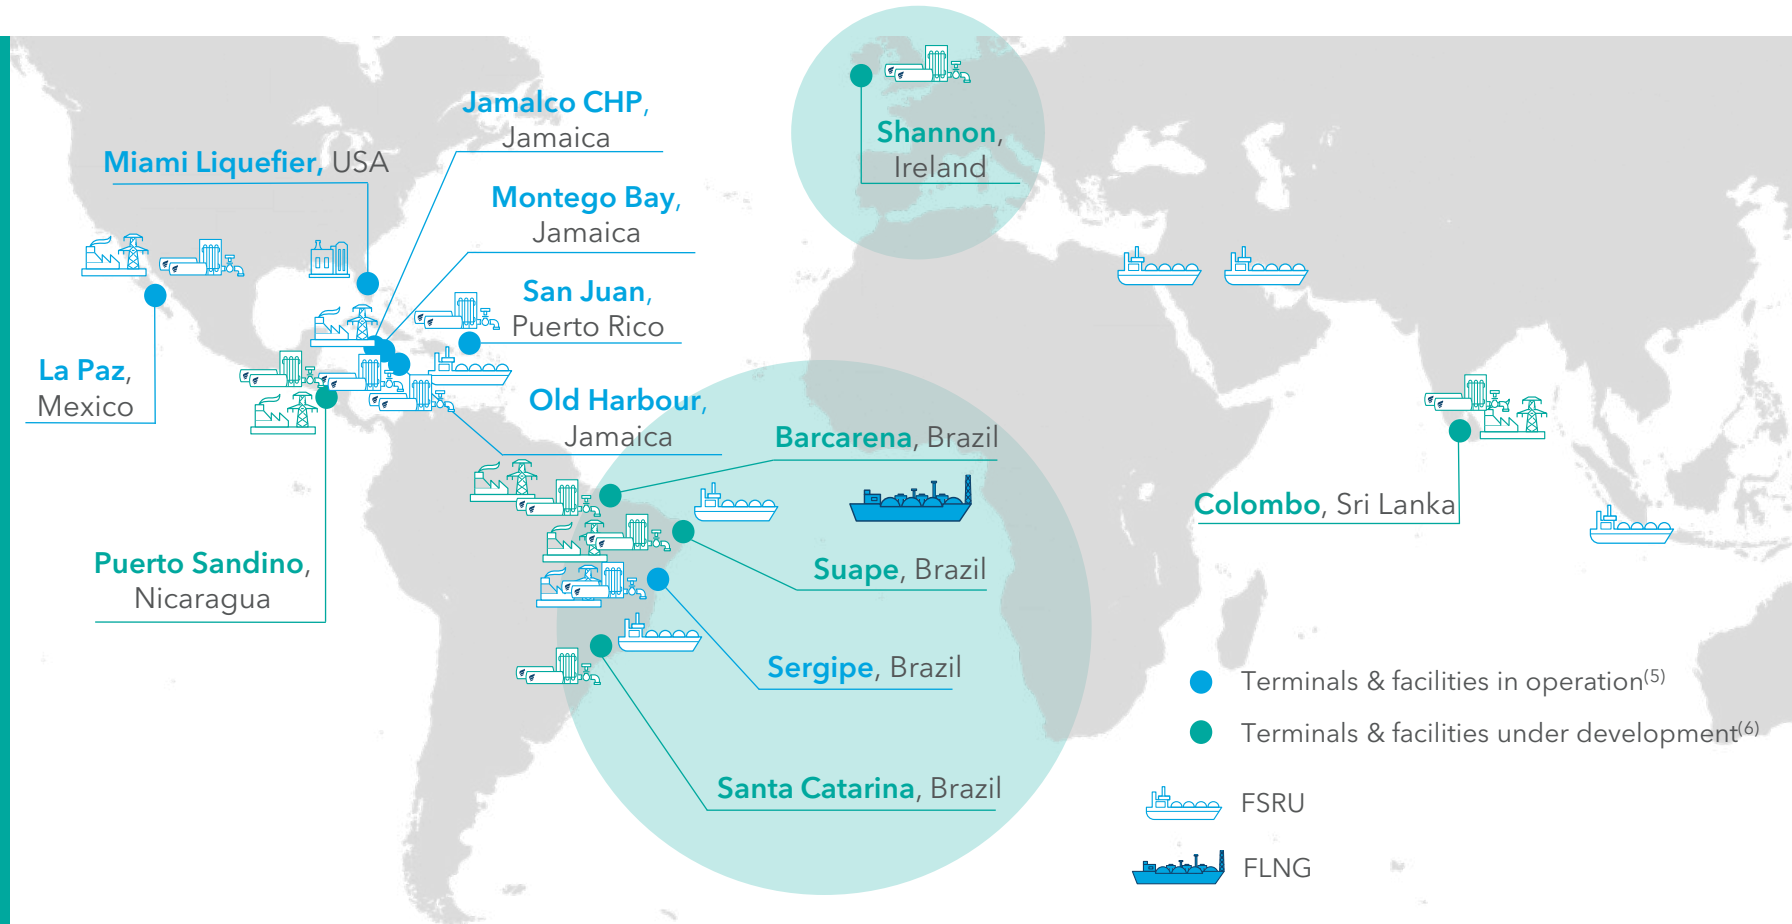 Jamalco CHP,
Jamaica
Miami Liquefier, USA
Montego Bay,
Jamaica
San Juan,
Puerto Rico
La Paz,
Mexico
Old Harbour,
Jamaica
Shannon,
Ireland
Barcarena, Brazil
Colombo, Sri Lanka
Puerto Sandino,
Nicaragua
Suape, Brazil
Sergipe, Brazil
Santa Catarina, Brazil
Terminals & facilities in operation(5)
Terminals & facilities under development(6)
FSRU
FLNG